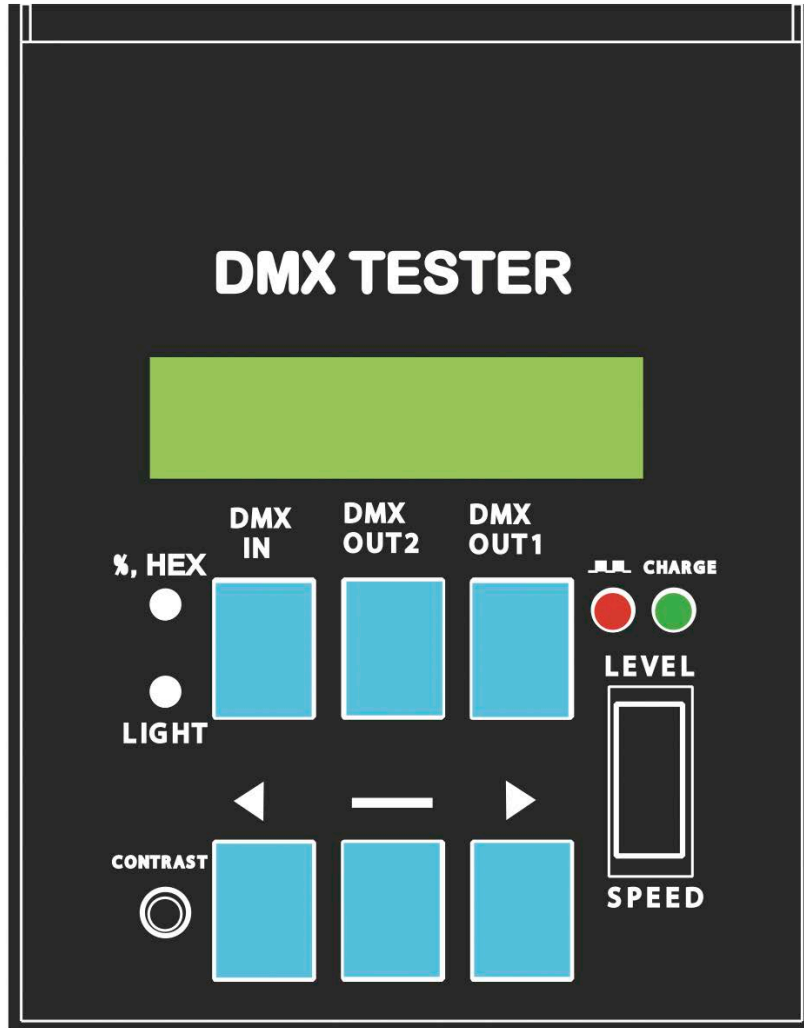 DMX TESTER
DMX
IN
DMX
OUT2
DMX
OUT1
%, HEX
CHARGE
LEVEL
LIGHT
CONTRAST
SPEED